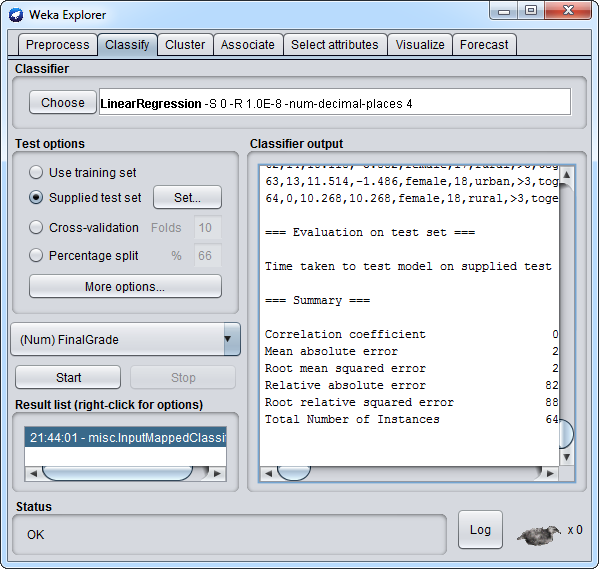 Weka Explorer
Preprocess Classify Cluster Associate Select attributes Visualize Forecast
Classifier
Choose LinearRegression -S 0 -R 1.0E-8 -num-decimal-places 4
Test options
Use training set
Supplied test set Set...
Cross-validation Folds 10
Percentage split % 66
More options...
(Num) FinalGrade
Start Stop
Result list (right-click for options)
21:44:01 - misc.InputMappedClassif
Classifier output
63,13,11.514,-1.486,female,18,urban,>3,tog
64,0,10.268,10.268,female,18,rural,>3,toge
=== Evaluation on test set ===
Time taken to test model on supplied test
=== Summary ===
Correlation coefficient 0
Mean absolute error 2
Root mean squared error 2
Relative absolute error 82
Root relative squared error 88
Total Number of Instances 64
Status
OK
Log
x 0